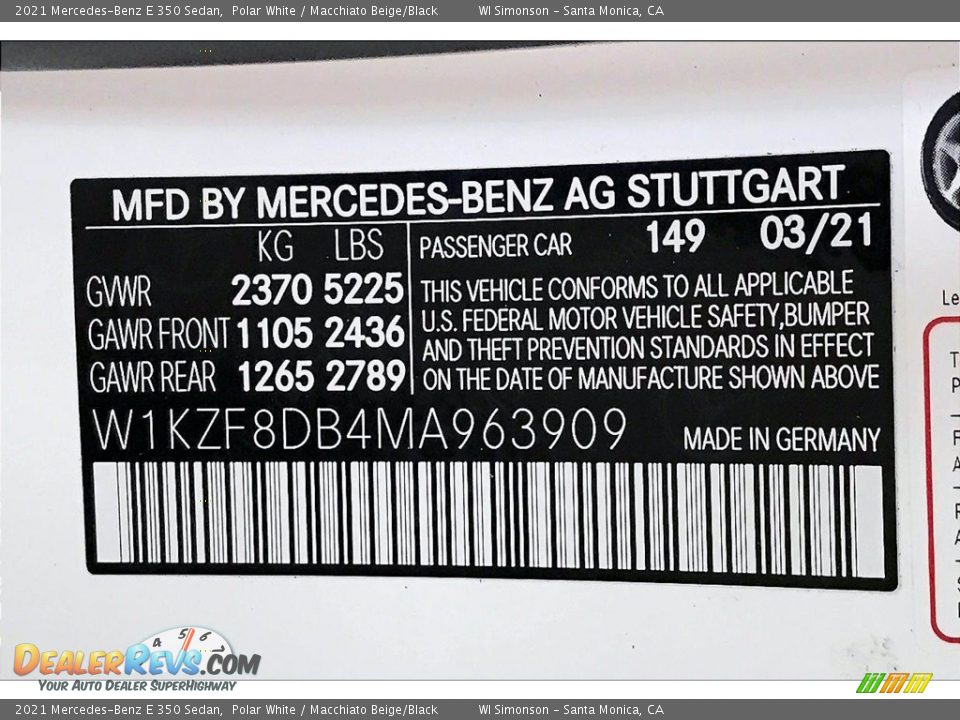 2021 Mercedes-Benz E 350 Sedan, Polar White / Macchiato Beige/Black WI Simonson - Santa Monica, CA
MFD BY MERCEDES-BENZ AG STUTTGART
KG LBS
GVWR 2370 5225
GAWR FRONT 1105 2436
GAWR REAR 1265 2789
PASSENGER CAR 149 03/21
THIS VEHICLE CONFORMS TO ALL APPLICABLE
U.S. FEDERAL MOTOR VEHICLE SAFETY, BUMPER
AND THEFT PREVENTION STANDARDS IN EFFECT
ON THE DATE OF MANUFACTURE SHOWN ABOVE
W1KZF8DB4MA963909 MADE IN GERMANY
Le
4 5 6
DEALERREVS.COM
YOUR AUTO DEALER SUPERHIGHWAY
2021 Mercedes-Benz E 350 Sedan, Polar White / Macchiato Beige/Black WI Simonson - Santa Monica, CA